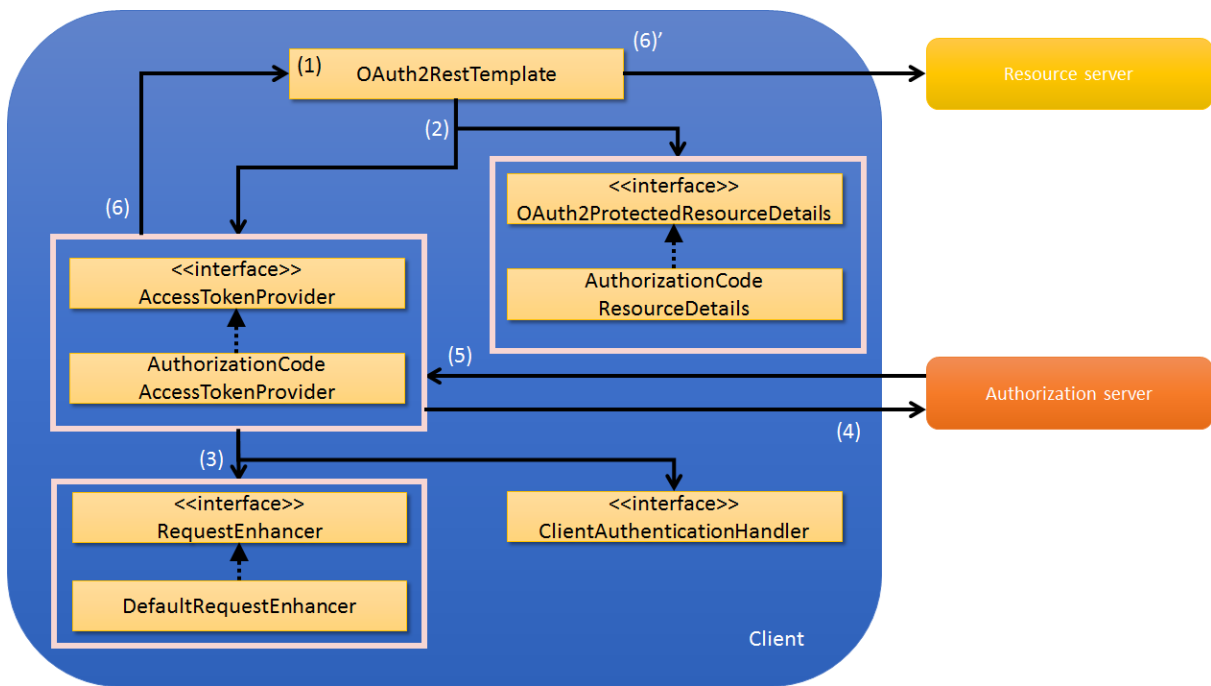 (6)’
(1)
OAuth2RestTemplate
Resource server
(2)
<<interface>>
OAuth2ProtectedResourceDetails
(6)
<<interface>>
AccessTokenProvider
AuthorizationCode
ResourceDetails
AuthorizationCode
AccessTokenProvider
(5)
Authorization server
(4)
(3)
<<interface>>
RequestEnhancer
<<interface>>
ClientAuthenticationHandler
DefaultRequestEnhancer
Client